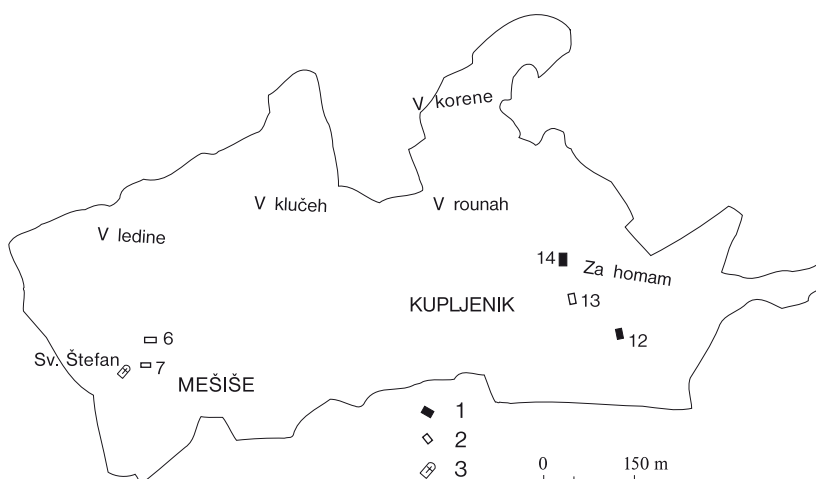 V korene
V klučeh
V rounah
V ledine
14
Za homam
13
KUPLJENIK
12
6
Sv. Štefan
7
MEŠIŠE
1
2
3
0 150 m